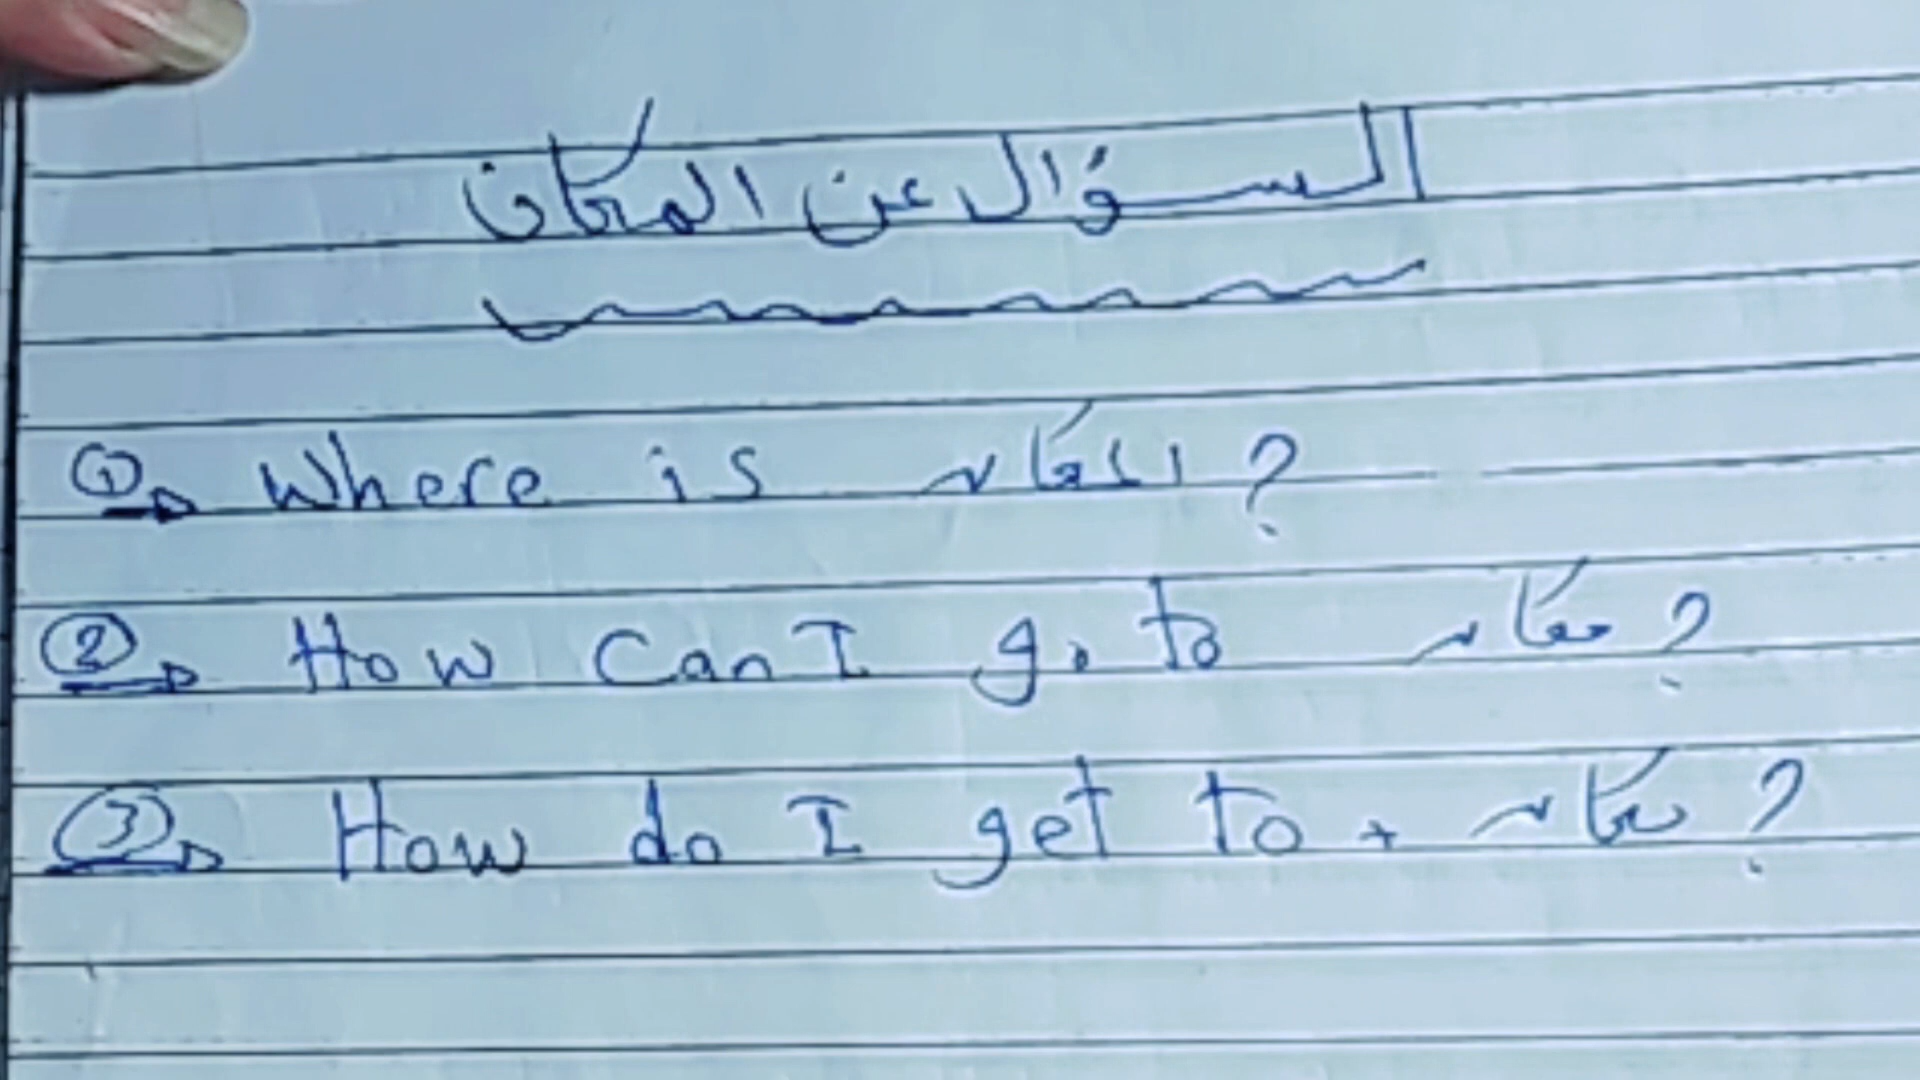 السؤال عن المكان
① Where is المكان ?
② How can I go to مكان ?
③ How do I get to + مكان ?